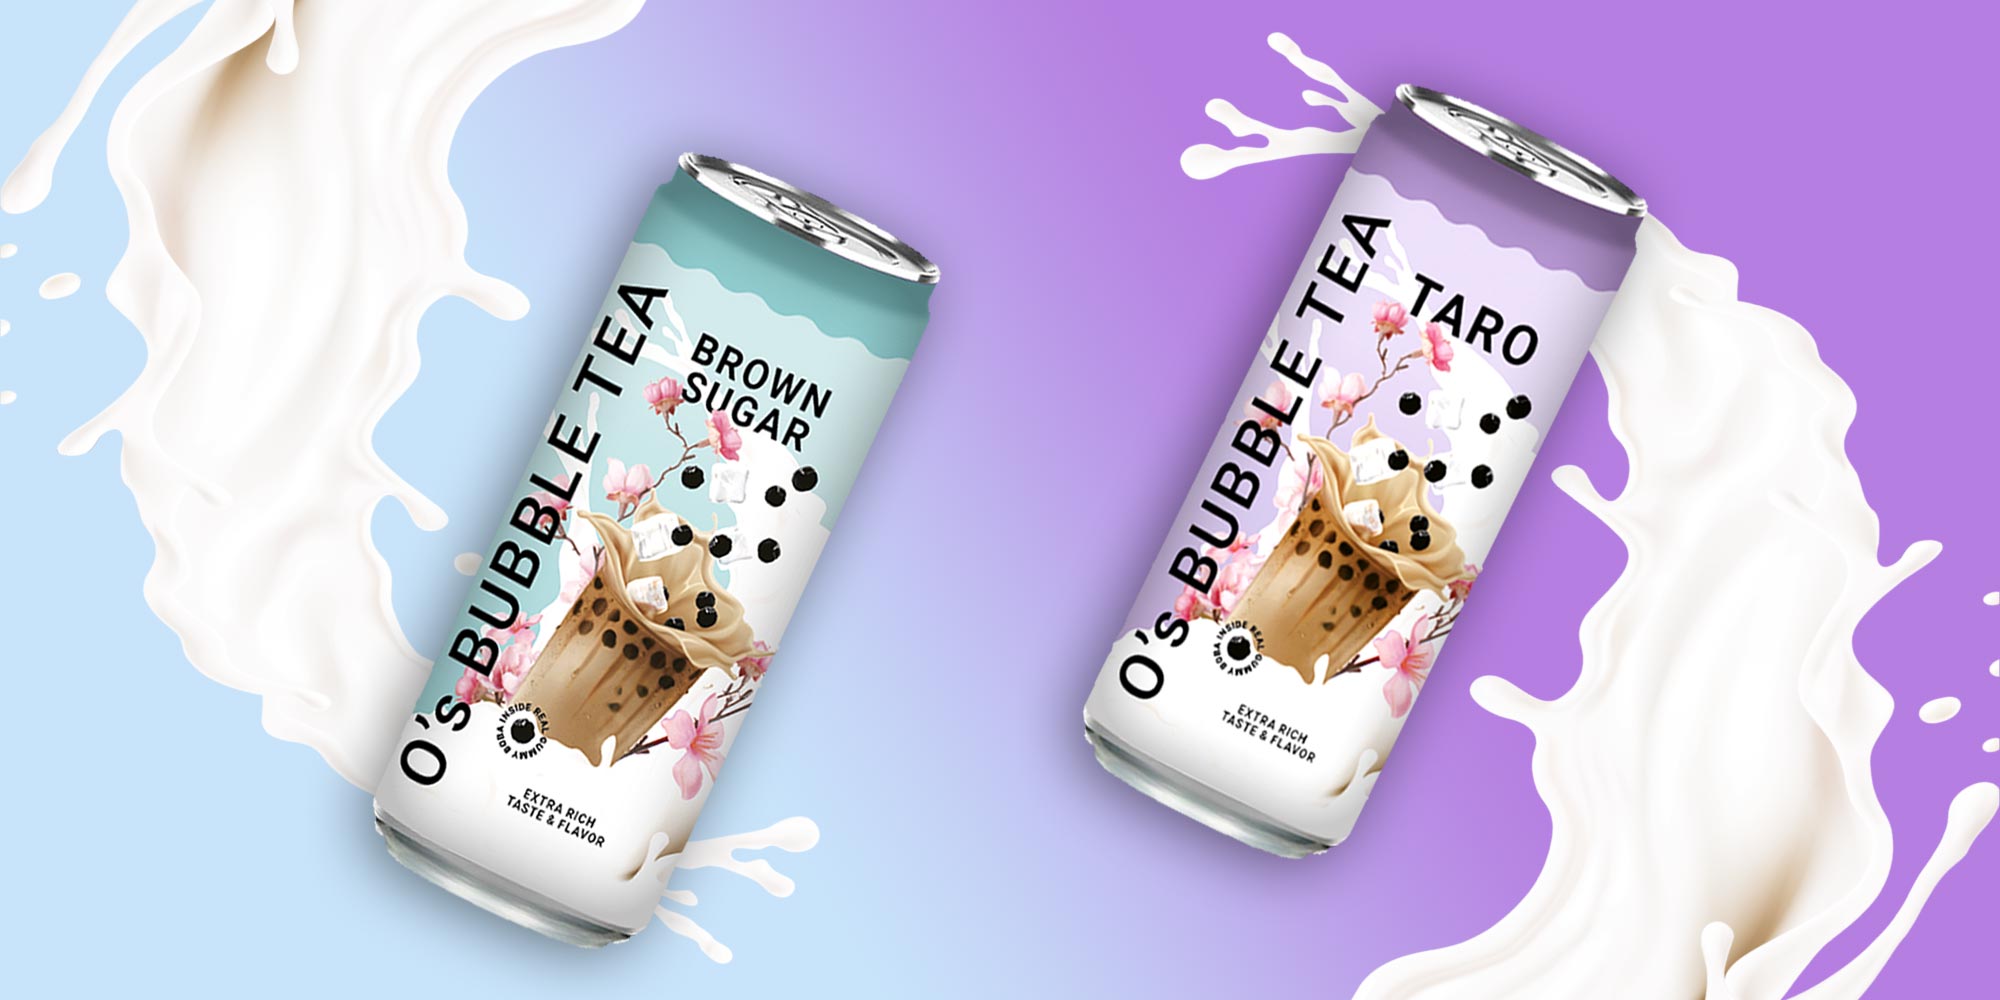 O's BUBBLE TEA
BROWN
SUGAR
INSIDE REAL GUMMY BOBA
EXTRA RICH
TASTE & FLAVOR
O's BUBBLE TEA
TARO
INSIDE REAL GUMMY BOBA
EXTRA RICH
TASTE & FLAVOR